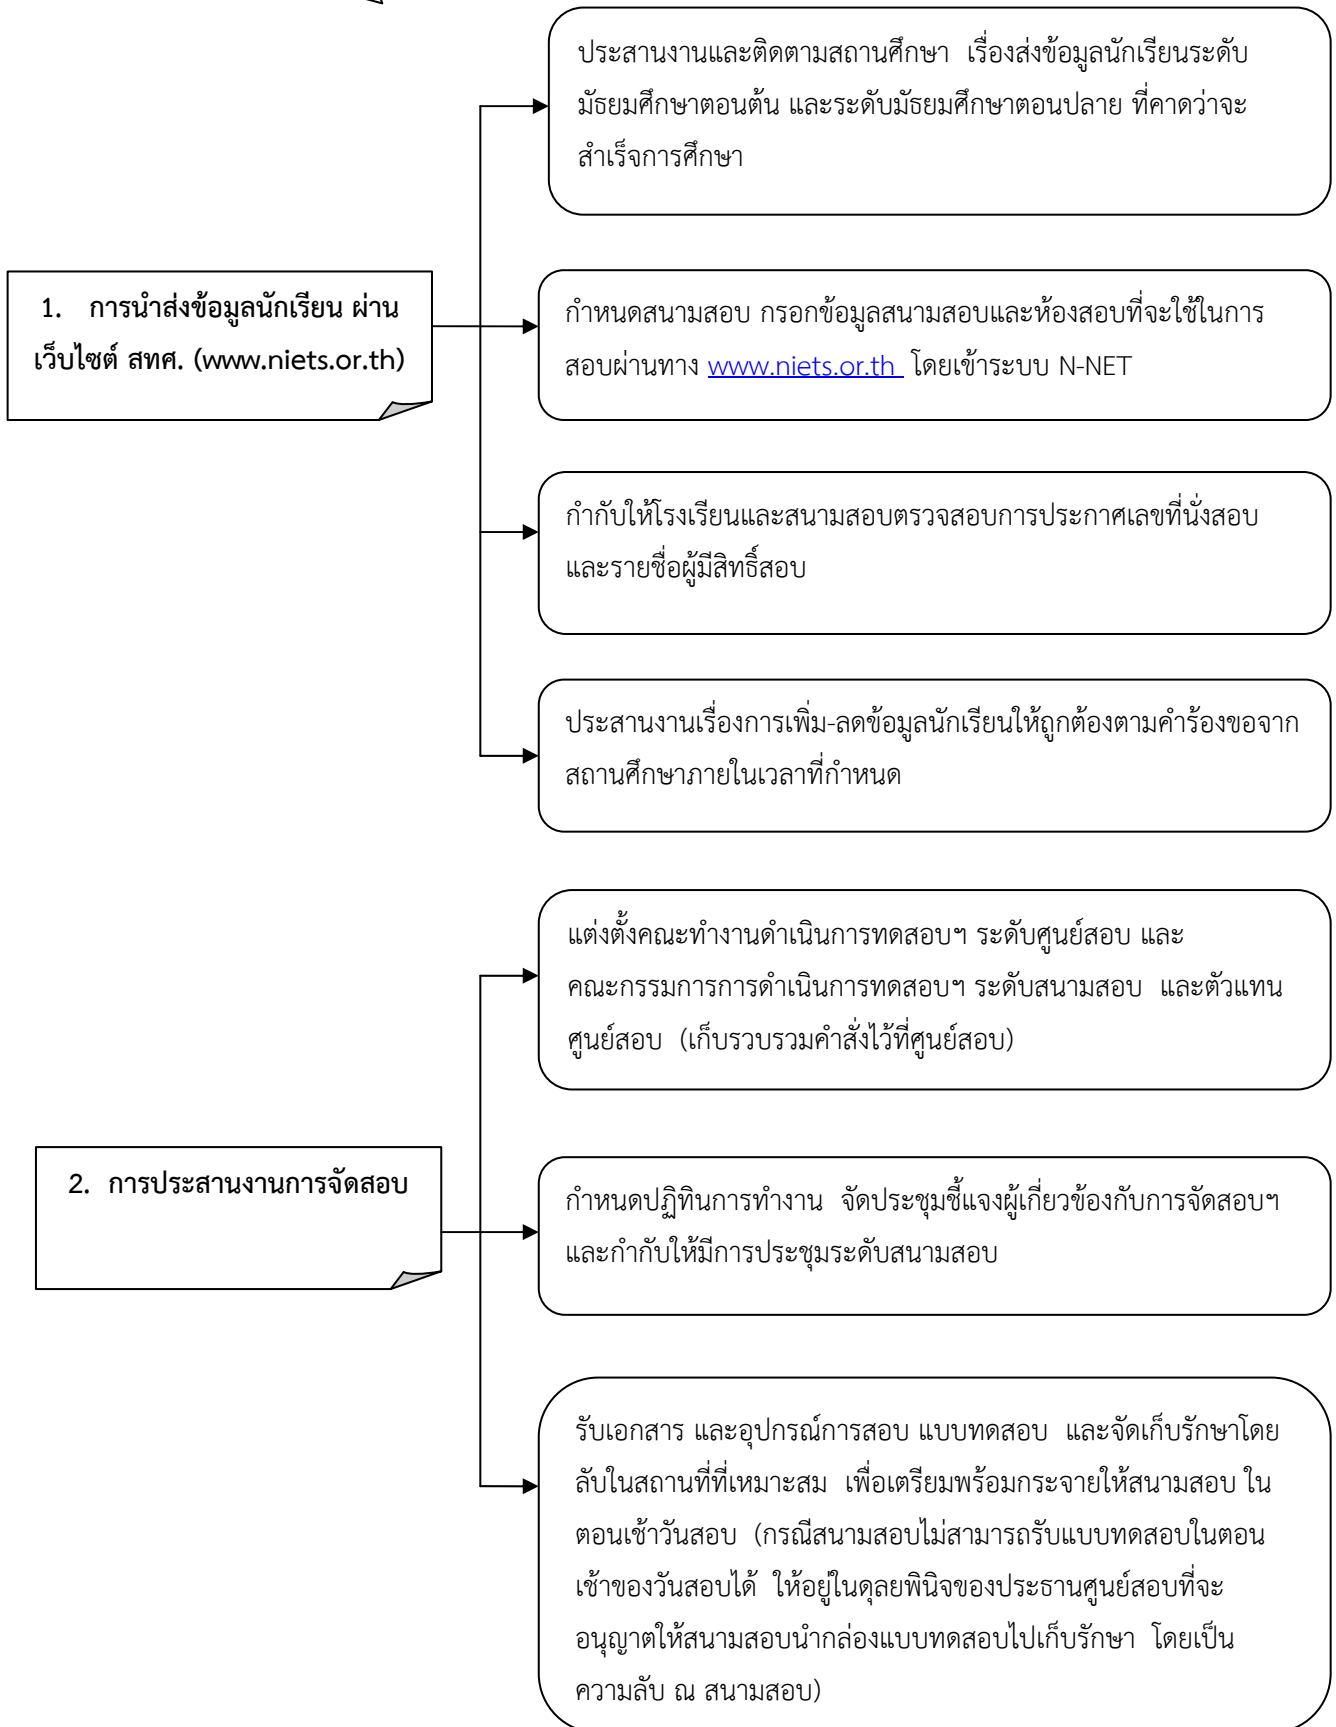 ประสานงานและติดตามสถานศึกษา เรื่องส่งข้อมูลนักเรียนระดับ
มัธยมศึกษาตอนต้น และระดับมัธยมศึกษาตอนปลาย ที่คาดว่าจะ
สำเร็จการศึกษา
1. การนำส่งข้อมูลนักเรียน ผ่าน
เว็บไซต์ สทศ. (www.niets.or.th)
กำหนดสนามสอบ กรอกข้อมูลสนามสอบและห้องสอบที่จะใช้ในการ
สอบผ่านทาง www.niets.or.th โดยเข้าระบบ N-NET
กำกับให้โรงเรียนและสนามสอบตรวจสอบการประกาศเลขที่นั่งสอบ
และรายชื่อผู้มีสิทธิ์สอบ
ประสานงานเรื่องการเพิ่ม-ลดข้อมูลนักเรียนให้ถูกต้องตามคำร้องขอจาก
สถานศึกษาภายในเวลาที่กำหนด
แต่งตั้งคณะทำงานดำเนินการทดสอบฯ ระดับศูนย์สอบ และ
คณะกรรมการการดำเนินการทดสอบฯ ระดับสนามสอบ และตัวแทน
ศูนย์สอบ (เก็บรวบรวมคำสั่งไว้ที่ศูนย์สอบ)
2. การประสานงานการจัดสอบ
กำหนดปฏิทินการทำงาน จัดประชุมชี้แจงผู้เกี่ยวข้องกับการจัดสอบฯ
และกำกับให้มีการประชุมระดับสนามสอบ
รับเอกสาร และอุปกรณ์การสอบ แบบทดสอบ และจัดเก็บรักษาโดย
ลับในสถานที่ที่เหมาะสม เพื่อเตรียมพร้อมกระจายให้สนามสอบ ใน
ตอนเช้าวันสอบ (กรณีสนามสอบไม่สามารถรับแบบทดสอบในตอน
เช้าของวันสอบได้ ให้อยู่ในดุลยพินิจของประธานศูนย์สอบที่จะ
อนุญาตให้สนามสอบนำกล่องแบบทดสอบไปเก็บรักษา โดยเป็น
ความลับ ณ สนามสอบ)